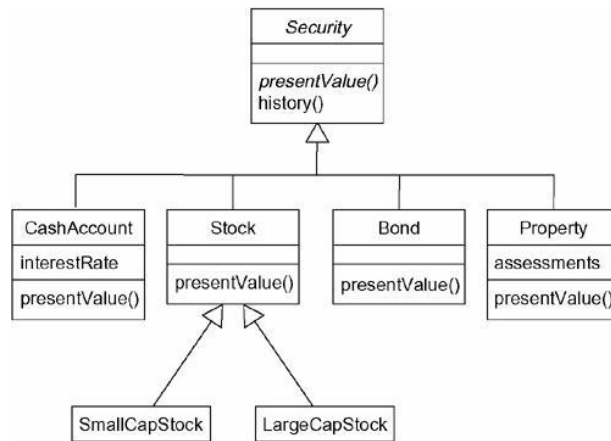 Security
presentValue()
history()
CashAccount
interestRate
presentValue()
Stock
presentValue()
Bond
presentValue()
Property
assessments
presentValue()
SmallCapStock
LargeCapStock